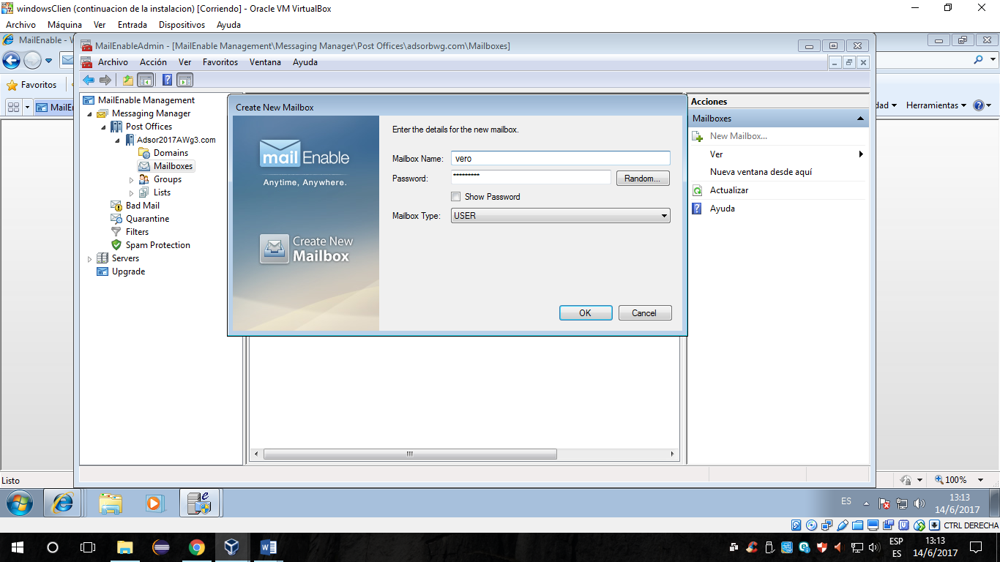 windowsClien (continuacion de la instalacion) [Corriendo] - Oracle VM VirtualBox
Archivo Máquina Ver Entrada Dispositivos Ayuda
MailEnable - W
MailEnableAdmin - [MailEnable Management\Messaging Manager\Post Offices\adsorbwg.com\Mailboxes]
Archivo Acción Ver Favoritos Ventana Ayuda
Favoritos
MailE
dad Herramientas
MailEnable Management
Messaging Manager
Post Offices
Adsor2017AWg3.com
Domains
Mailboxes
Groups
Lists
Bad Mail
Quarantine
Filters
Spam Protection
Servers
Upgrade
Create New Mailbox
mail Enable
Anytime, Anywhere.
Create New
Mailbox
Enter the details for the new mailbox.
Mailbox Name: vero
Password: ********* Random...
Show Password
Mailbox Type: USER
OK Cancel
Acciones
Mailboxes
New Mailbox...
Ver
Nueva ventana desde aquí
Actualizar
Ayuda
Listo
100%
ES
13:13
14/6/2017
CTRL DERECHA
ESP
ES
13:13
14/6/2017